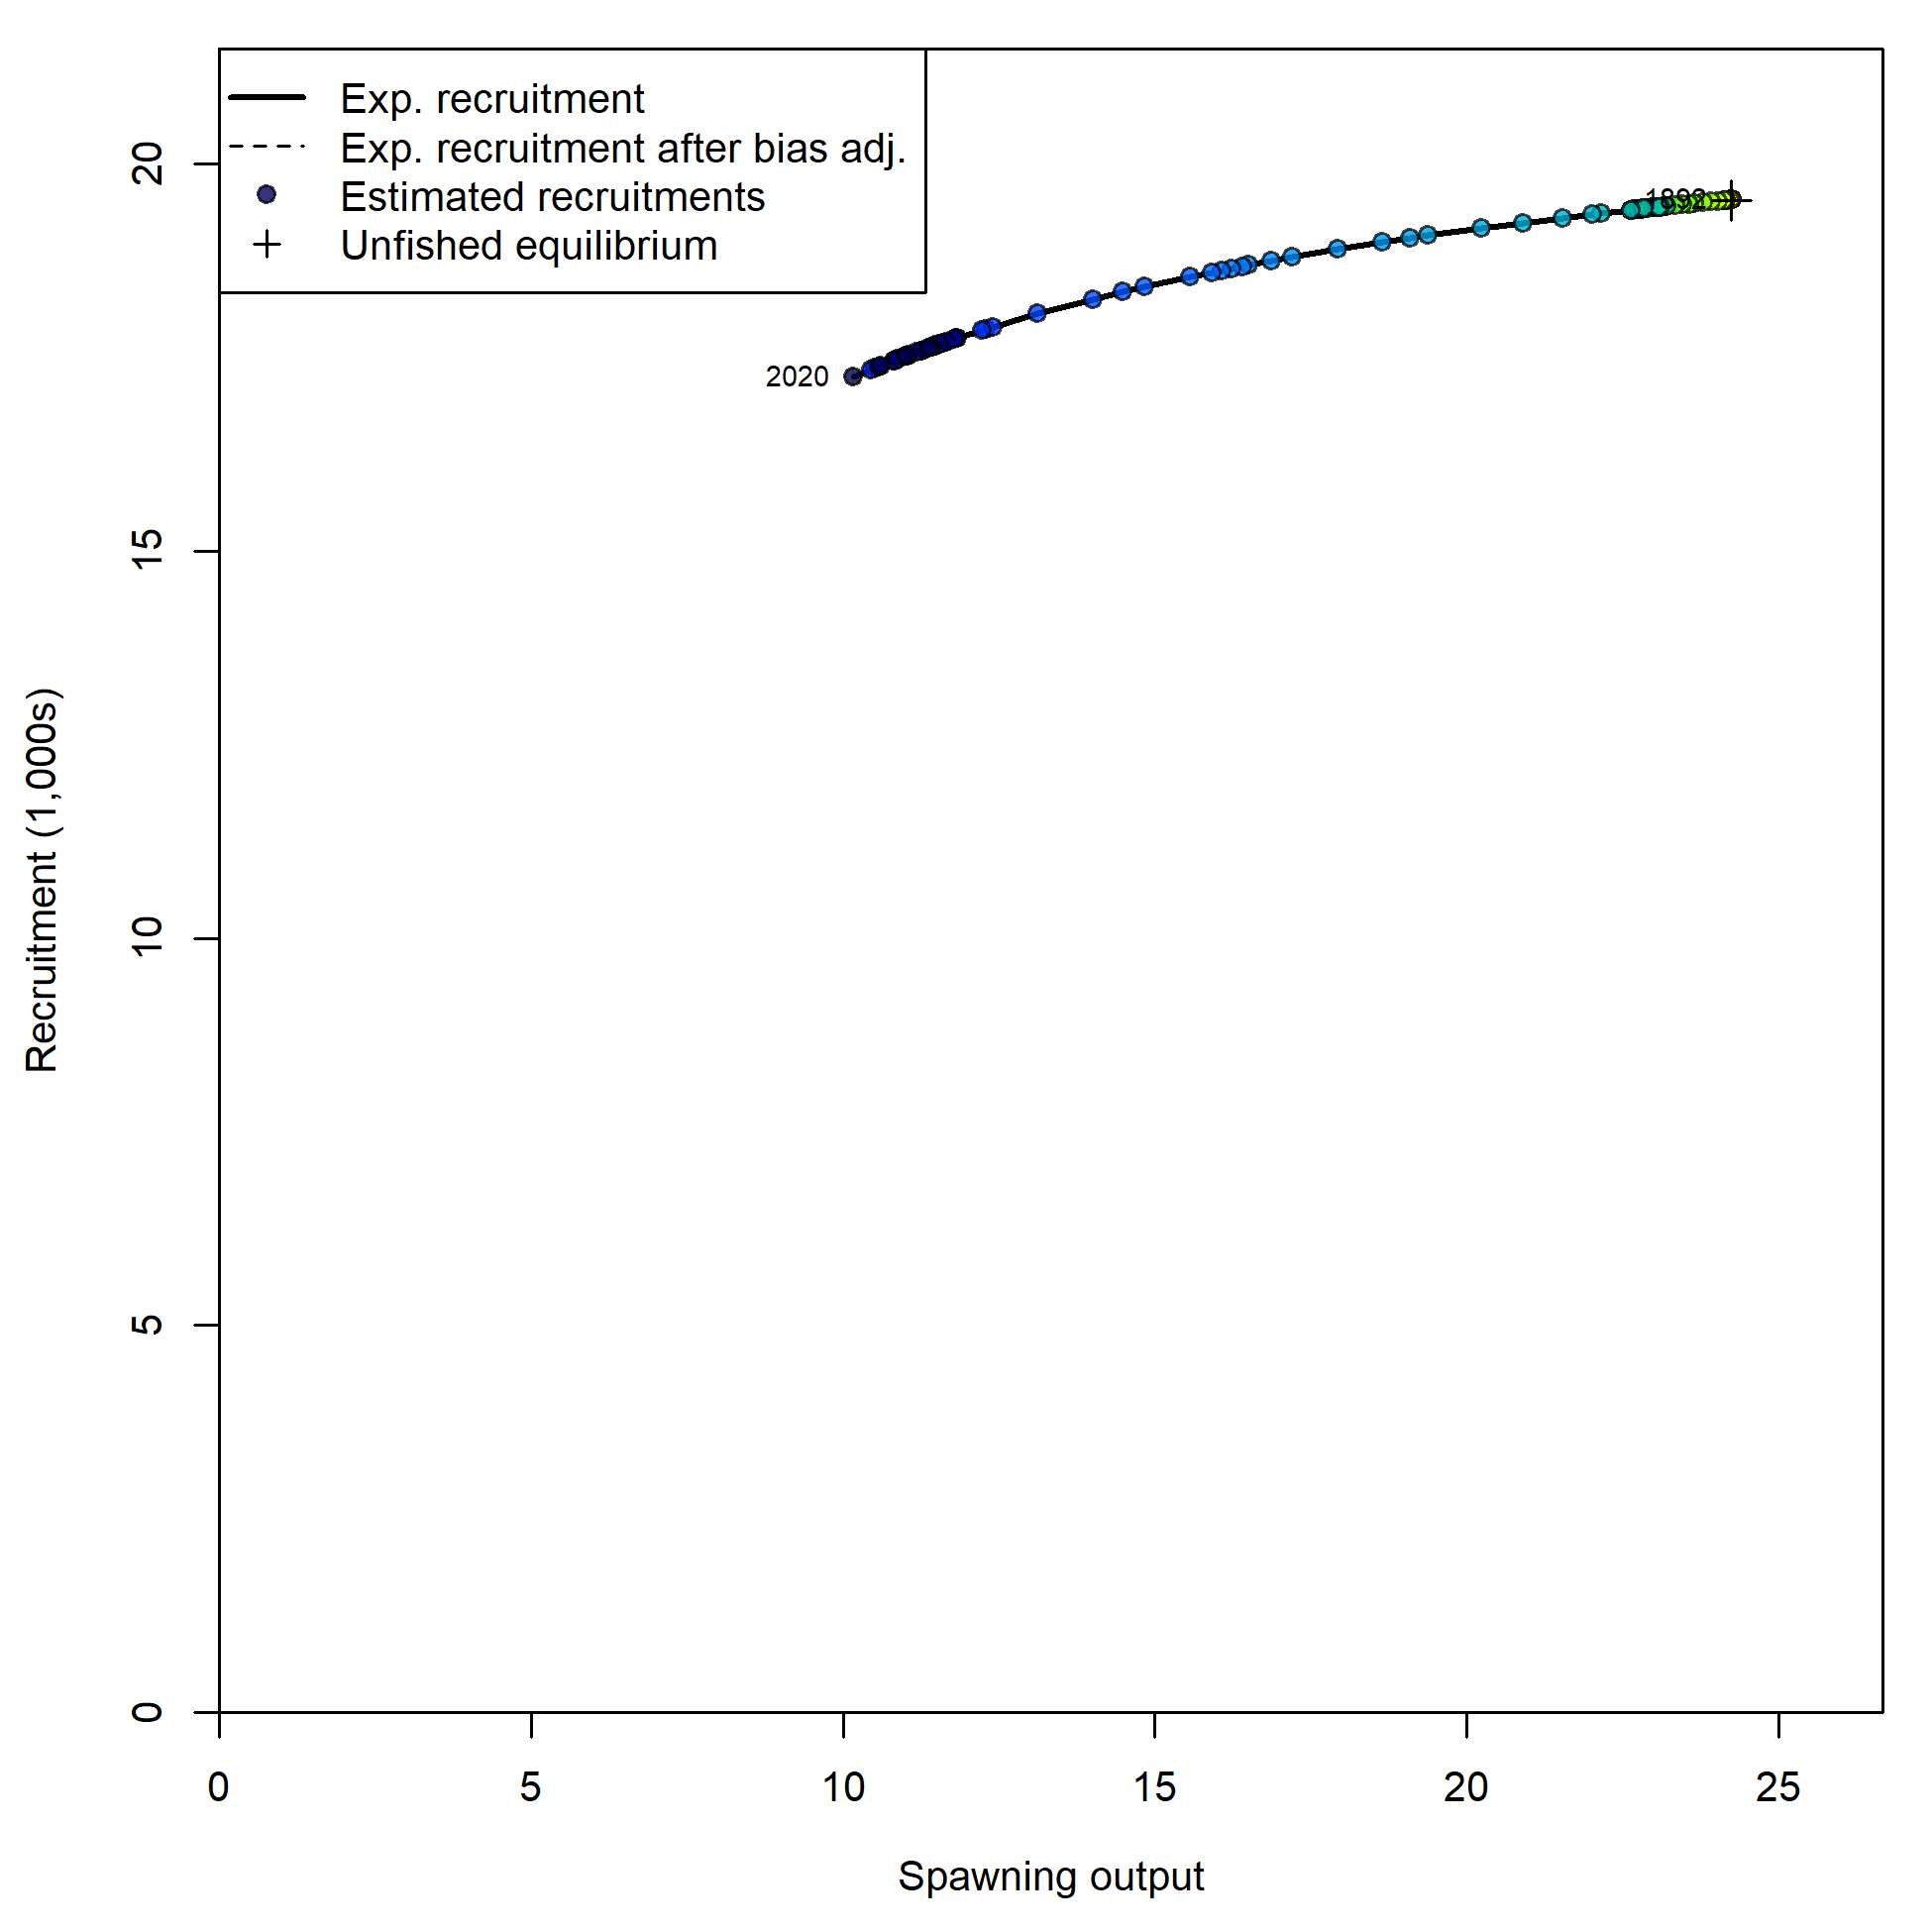 Exp. recruitment
Exp. recruitment after bias adj.
Estimated recruitments
Unfished equilibrium
20
15
10
5
0
Recruitment (1,000s)
1892
2020
0 5 10 15 20 25
Spawning output